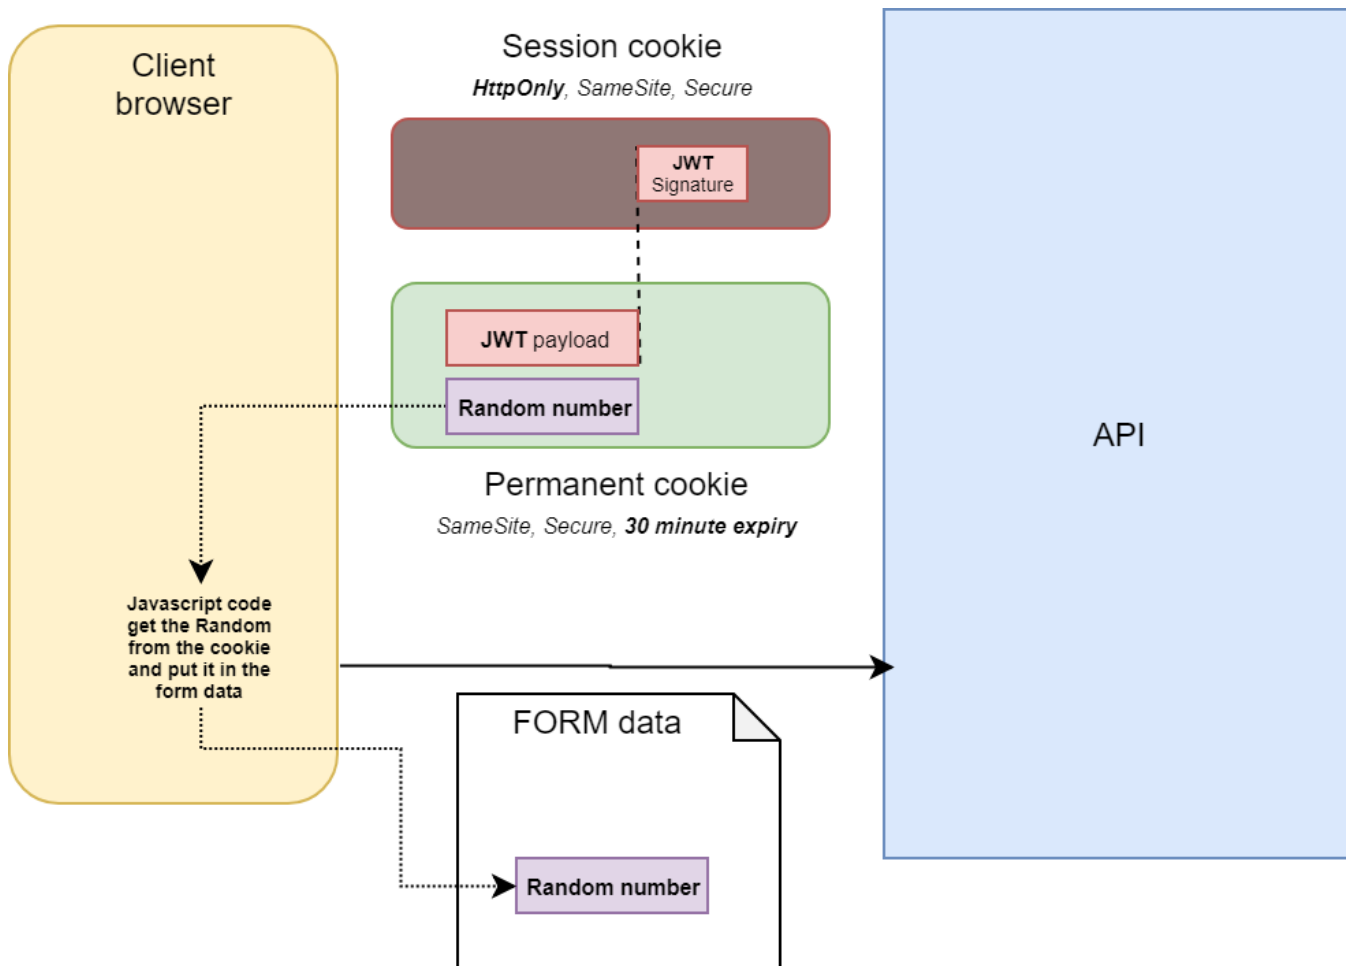 Client
browser
Session cookie
HttpOnly, SameSite, Secure
JWT
Signature
JWT payload
Random number
Permanent cookie
SameSite, Secure, 30 minute expiry
API
Javascript code
get the Random
from the cookie
and put it in the
form data
FORM data
Random number